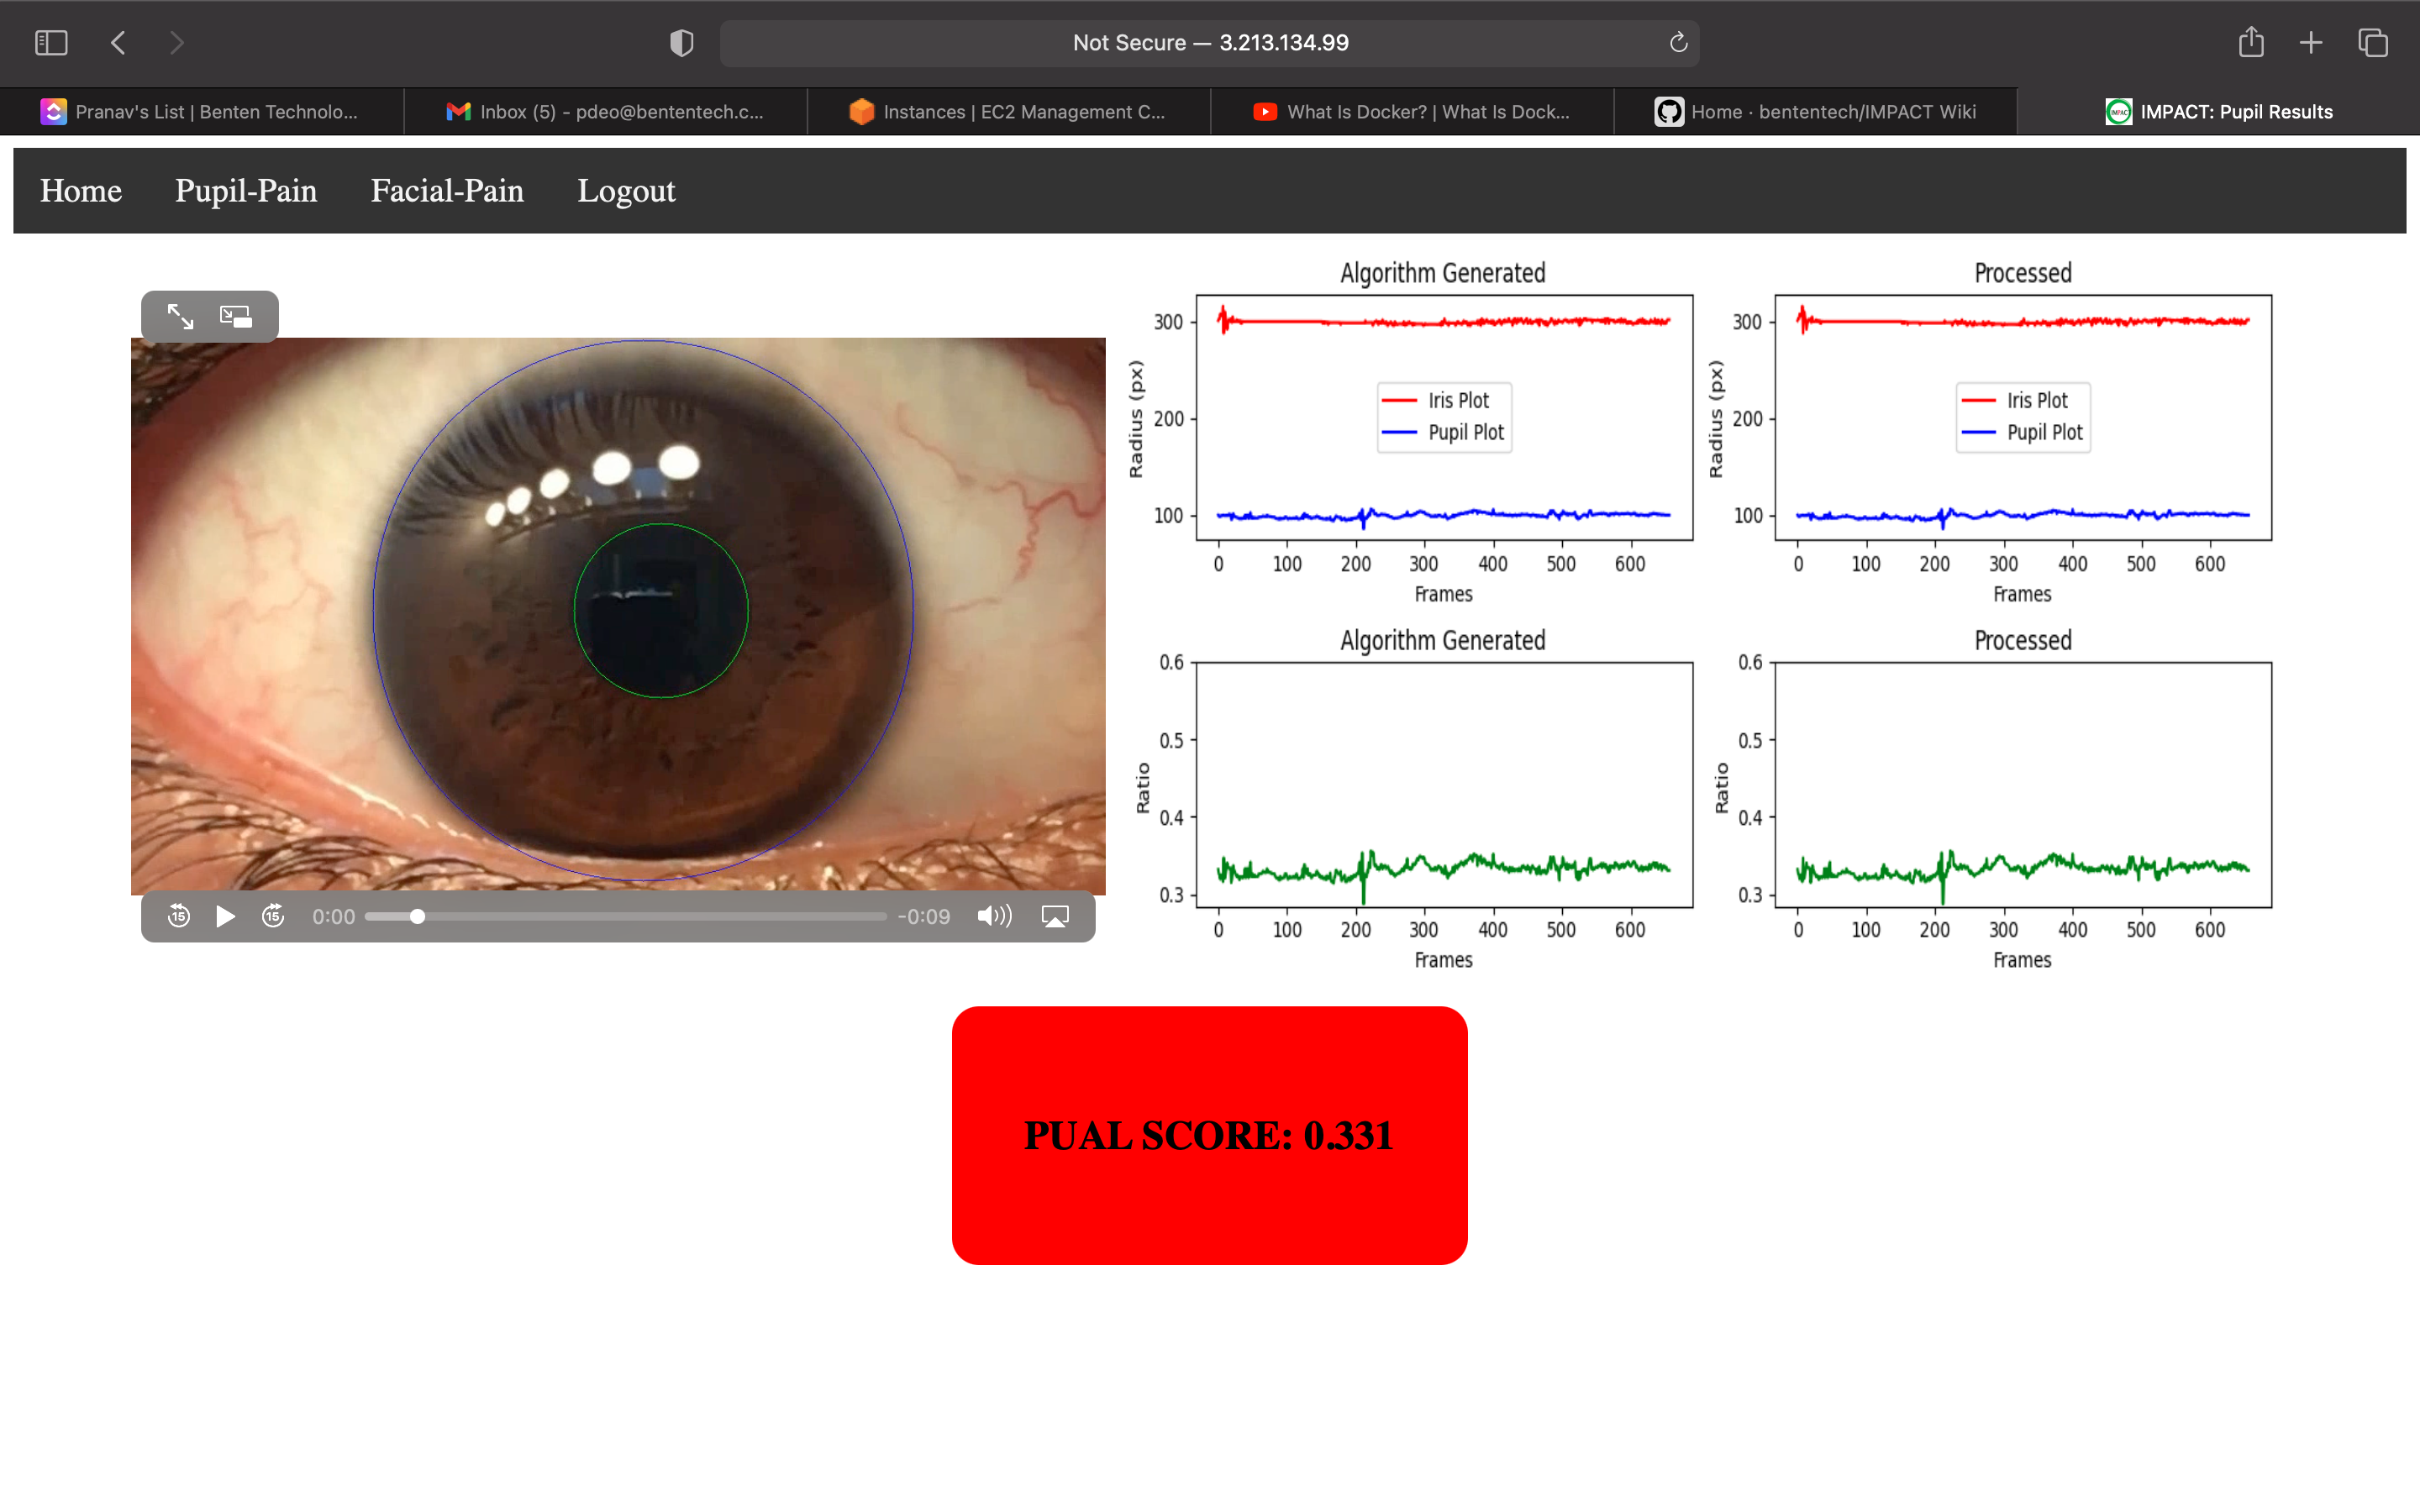 Not Secure — 3.213.134.99
Pranav's List | Benten Technolo...
Inbox (5) - pdeo@bententech.c...
Instances | EC2 Management C...
What Is Docker? | What Is Dock...
Home · bententech/IMPACT Wiki
IMPACT: Pupil Results
Home Pupil-Pain Facial-Pain Logout
Algorithm Generated
300
200
100
Radius (px)
Iris Plot
Pupil Plot
0 100 200 300 400 500 600
Frames
Processed
300
200
100
Radius (px)
Iris Plot
Pupil Plot
0 100 200 300 400 500 600
Frames
Algorithm Generated
0.6
0.5
0.4
0.3
Ratio
0 100 200 300 400 500 600
Frames
Processed
0.6
0.5
0.4
0.3
Ratio
0 100 200 300 400 500 600
Frames
15 15 0:00 -0:09
PUAL SCORE: 0.331